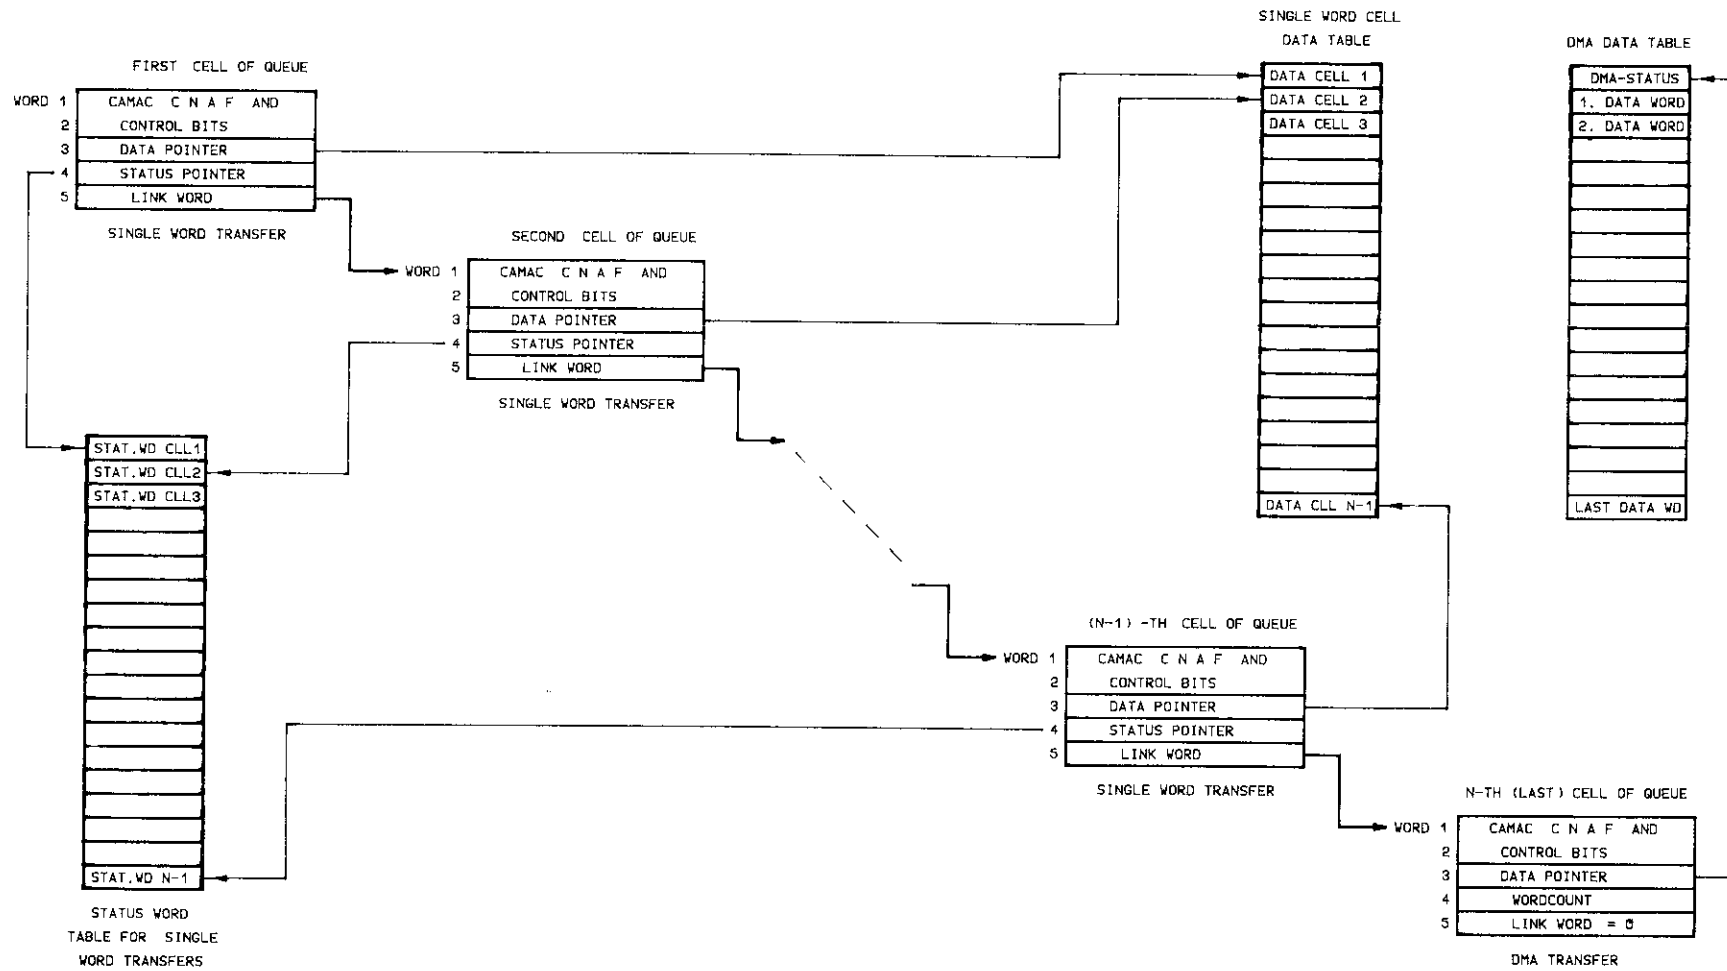 SINGLE WORD CELL
DATA TABLE
DATA CELL 1
DATA CELL 2
DATA CELL 3
DATA CLL N-1
DMA DATA TABLE
DMA-STATUS
1. DATA WORD
2. DATA WORD
LAST DATA WD
FIRST CELL OF QUEUE
WORD 1 CAMAC C N A F AND
2 CONTROL BITS
3 DATA POINTER
4 STATUS POINTER
5 LINK WORD
SINGLE WORD TRANSFER
SECOND CELL OF QUEUE
WORD 1 CAMAC C N A F AND
2 CONTROL BITS
3 DATA POINTER
4 STATUS POINTER
5 LINK WORD
SINGLE WORD TRANSFER
STAT.WD CLL1
STAT.WD CLL2
STAT.WD CLL3
STAT.WD N-1
STATUS WORD
TABLE FOR SINGLE
WORD TRANSFERS
(N-1) -TH CELL OF QUEUE
WORD 1 CAMAC C N A F AND
2 CONTROL BITS
3 DATA POINTER
4 STATUS POINTER
5 LINK WORD
SINGLE WORD TRANSFER
N-TH (LAST) CELL OF QUEUE
WORD 1 CAMAC C N A F AND
2 CONTROL BITS
3 DATA POINTER
4 WORDCOUNT
5 LINK WORD = 0
DMA TRANSFER